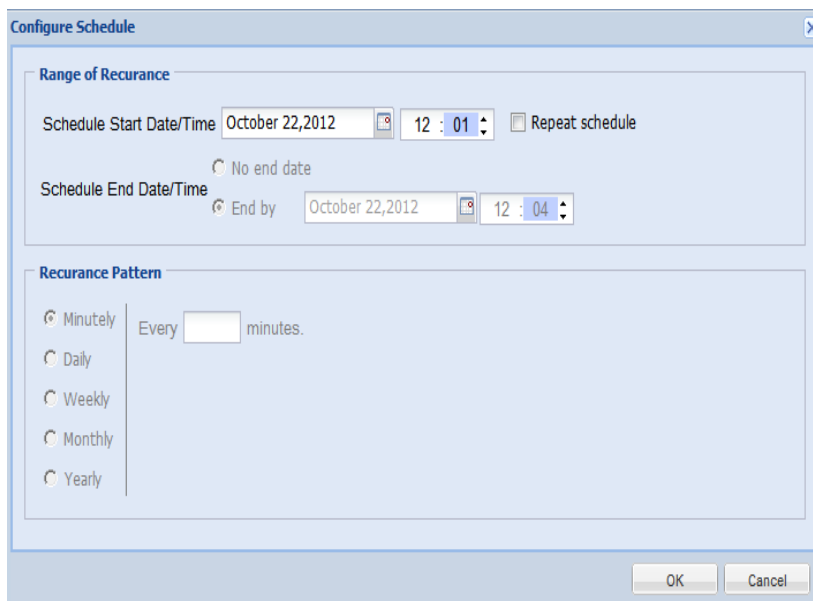 Configure Schedule
Range of Recurance
Schedule Start Date/Time October 22,2012 12 : 01 Repeat schedule
No end date
Schedule End Date/Time
End by October 22,2012 12 : 04
Recurance Pattern
Minutely Every minutes.
Daily
Weekly
Monthly
Yearly
OK Cancel